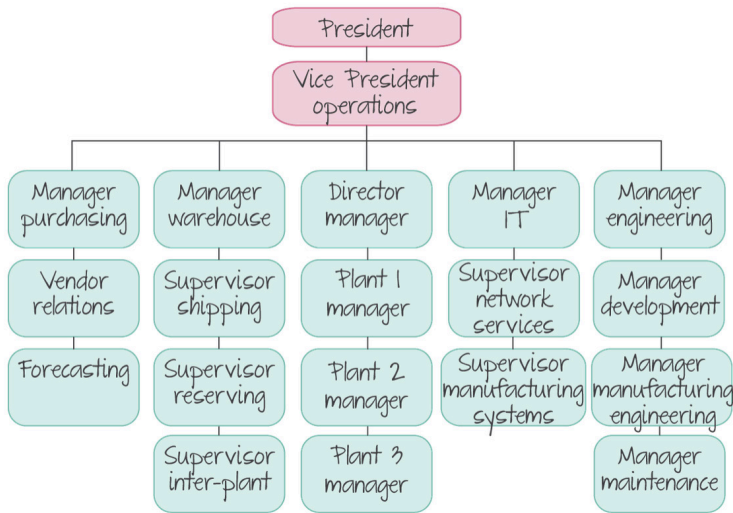 President
Vice President
operations
Manager
purchasing
Manager
warehouse
Director
manager
Manager
IT
Manager
engineering
Vendor
relations
Supervisor
shipping
Plant 1
manager
Supervisor
network
services
Manager
development
Forecasting
Supervisor
reserving
Plant 2
manager
Supervisor
manufacturing
systems
Manager
manufacturing
engineering
Supervisor
inter-plant
Plant 3
manager
Manager
maintenance